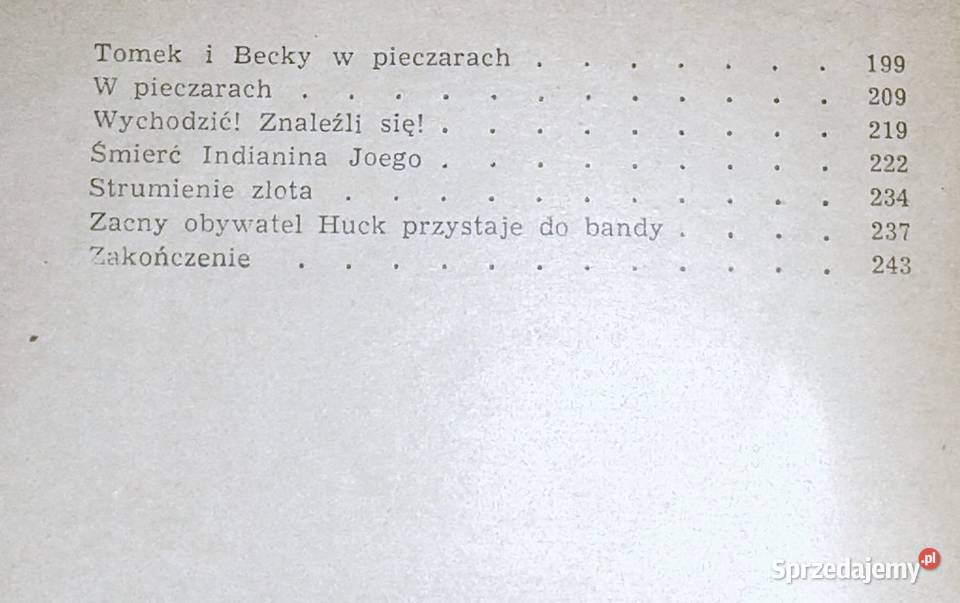 Tomek i Becky w pieczarach . . . . . . . 199
W pieczarach . . . . . . . . . . . . 209
Wychodzić! Znaleźli się! . . . . . . . . . 219
Śmierć Indianina Joego . . . . . . . . . 222
Strumienie złota . . . . . . . . . . . 234
Zacny obywatel Huck przystaje do bandy . . . . 237
Zakończenie . . . . . . . . . . . . 243
Sprzedajemy.pl